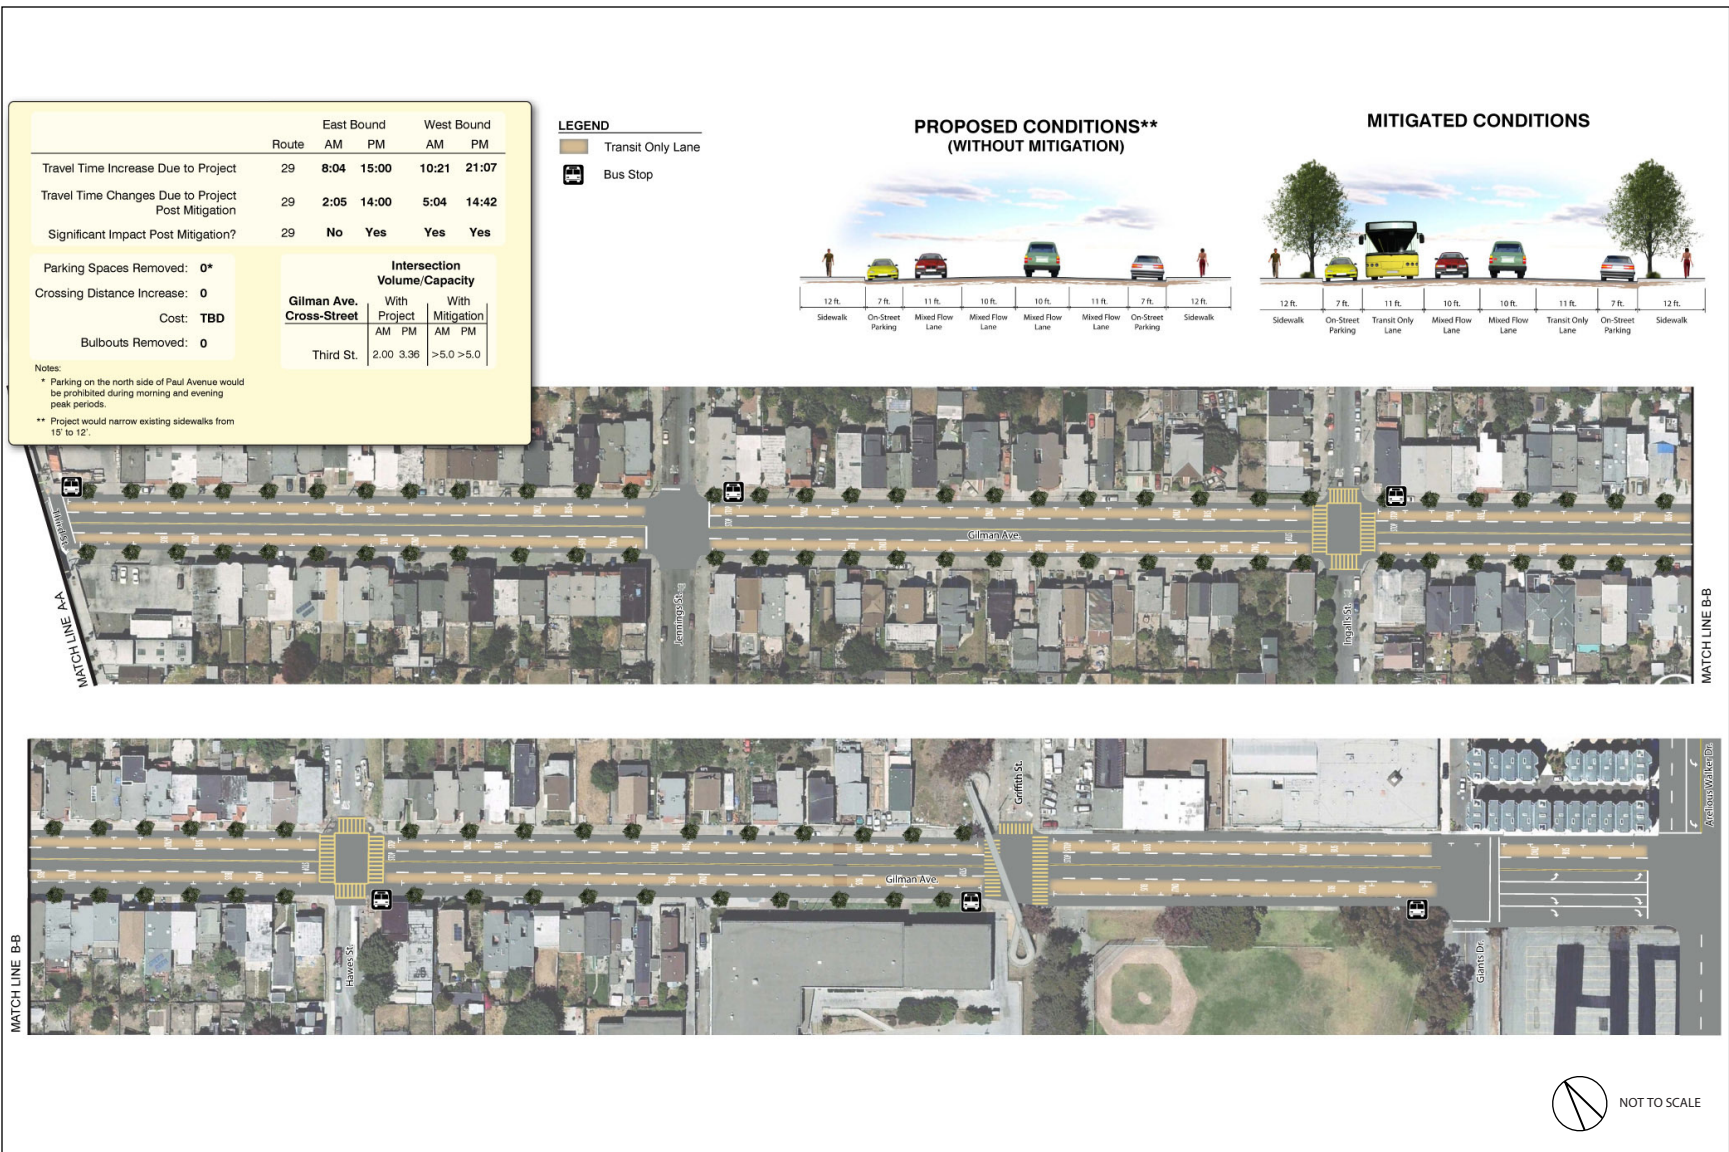 East Bound West Bound
Route AM PM AM PM
Travel Time Increase Due to Project 29 8:04 15:00 10:21 21:07
Travel Time Changes Due to Project
Post Mitigation 29 2:05 14:00 5:04 14:42
Significant Impact Post Mitigation? 29 No Yes Yes Yes
Parking Spaces Removed: 0*
Crossing Distance Increase: 0
Cost: TBD
Bulbouts Removed: 0
Intersection
Volume/Capacity
Gilman Ave. With With
Cross-Street Project Mitigation
AM PM AM PM
Third St. 2.00 3.36 >5.0 >5.0
Notes:
* Parking on the north side of Paul Avenue would
be prohibited during morning and evening
peak periods.
** Project would narrow existing sidewalks from
15' to 12'.
LEGEND
Transit Only Lane
Bus Stop
PROPOSED CONDITIONS**
(WITHOUT MITIGATION)
12 ft. 7 ft. 11 ft. 10 ft. 10 ft. 11 ft. 7 ft. 12 ft.
Sidewalk On-Street Mixed Flow Mixed Flow Mixed Flow Mixed Flow On-Street Sidewalk
Parking Lane Lane Lane Lane Parking
MITIGATED CONDITIONS
12 ft. 7 ft. 11 ft. 10 ft. 10 ft. 11 ft. 7 ft. 12 ft.
Sidewalk On-Street Transit Only Mixed Flow Mixed Flow Transit Only On-Street Sidewalk
Parking Lane Lane Lane Lane Parking
Third St.
Gilman Ave.
Jennings St.
Ingalls St.
MATCH LINE A-A
MATCH LINE B-B
Griffith St.
Arelious Walker Dr.
Gilman Ave.
Hawes St.
Giants Dr.
MATCH LINE B-B
NOT TO SCALE